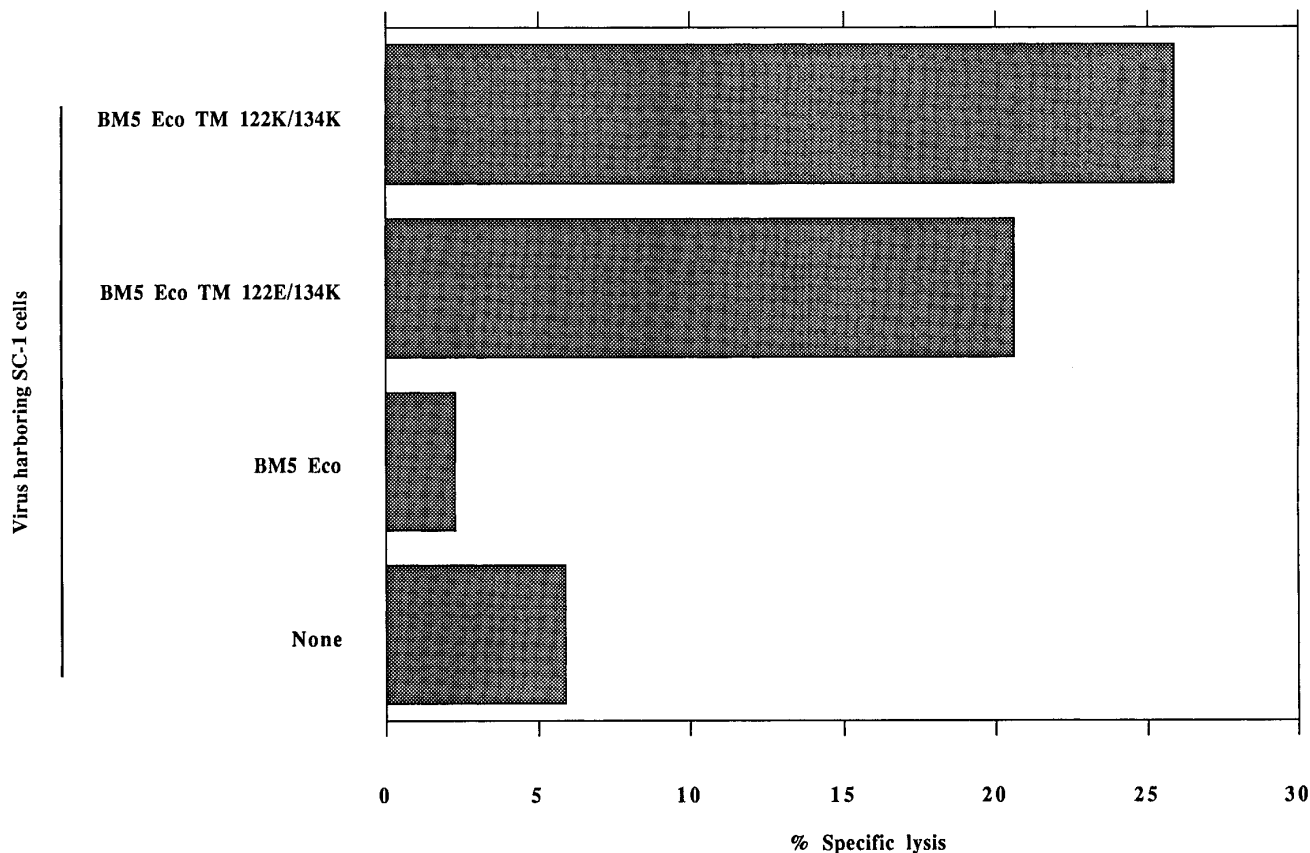 Virus harboring SC-1 cells
BM5 Eco TM 122K/134K
BM5 Eco TM 122E/134K
BM5 Eco
None
0 5 10 15 20 25 30
% Specific lysis